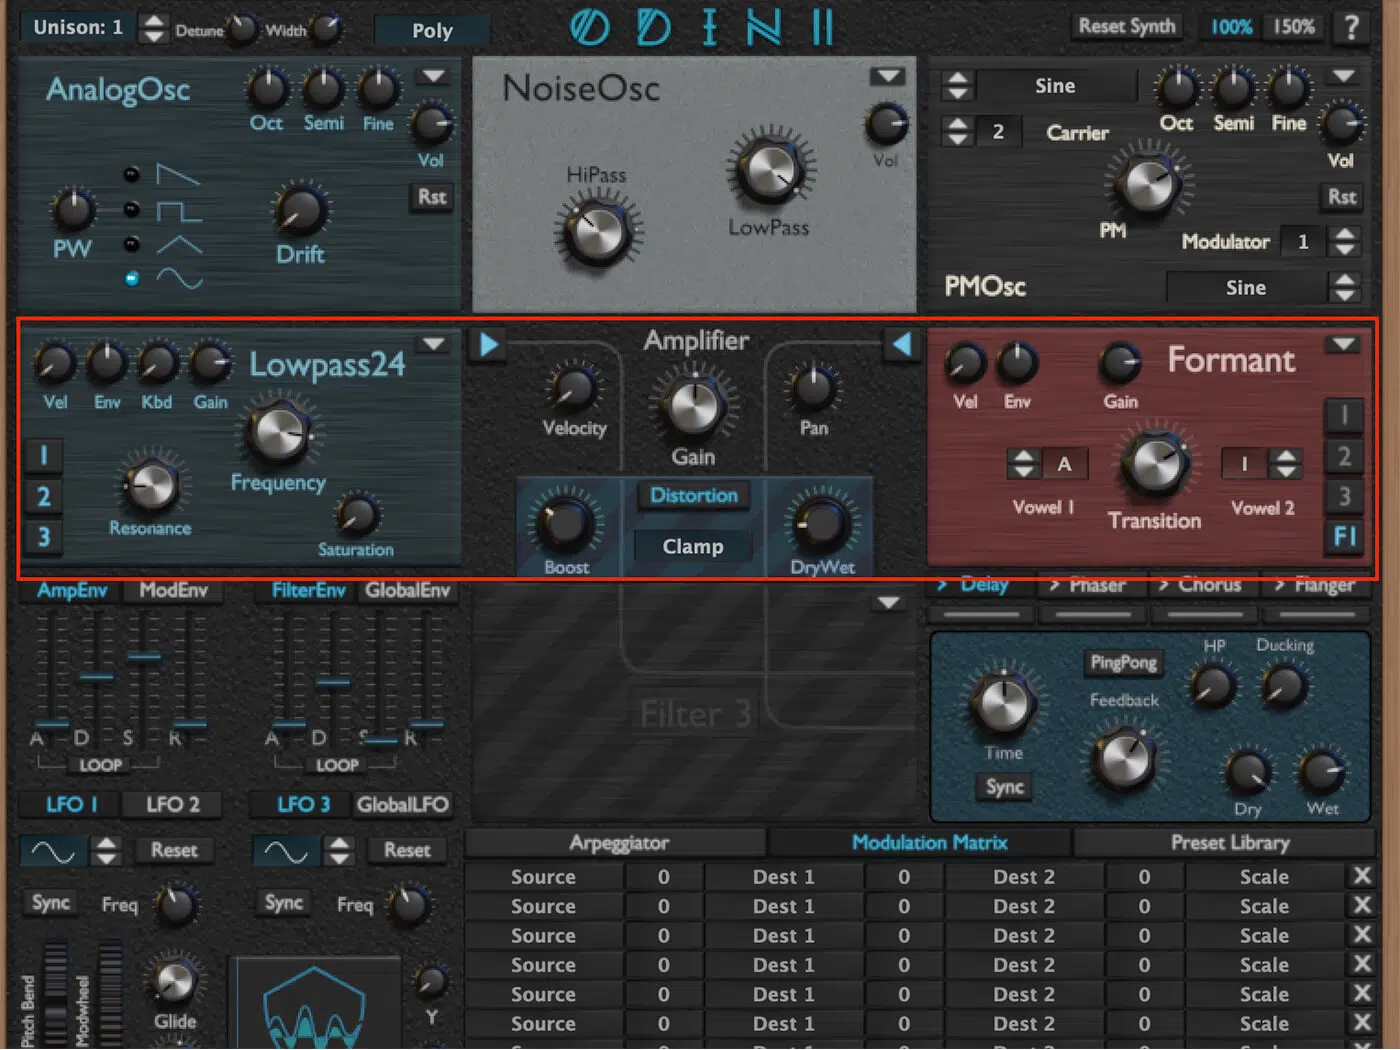 Unison: 1 Detune Width Poly ODIN II Reset Synth 100% 150% ?
AnalogOsc Oct Semi Fine Vol
PW Drift Rst
NoiseOsc Vol
HiPass LowPass
Sine Oct Semi Fine Vol
2 Carrier
PM Rst
Modulator 1
PMOsc Sine
Vel Env Kbd Gain Lowpass24
1 2 3
Frequency
Resonance
Saturation
Amplifier
Velocity Gain Pan
Distortion
Boost Clamp DryWet
Vel Env Gain Formant
A I
Vowel 1 Transition Vowel 2
1 2 3 F1
AmpEnv ModEnv FilterEnv GlobalEnv
A D S R A D S R
LOOP LOOP
Filter 3
> Delay > Phaser > Chorus > Flanger
PingPong HP Ducking
Time Feedback
Sync Dry Wet
LFO 1 LFO 2 LFO 3 GlobalLFO
Reset Reset
Sync Freq Sync Freq
Pitch Bend Modwheel Glide Y
Arpeggiator Modulation Matrix Preset Library
Source 0 Dest 1 0 Dest 2 0 Scale X
Source 0 Dest 1 0 Dest 2 0 Scale X
Source 0 Dest 1 0 Dest 2 0 Scale X
Source 0 Dest 1 0 Dest 2 0 Scale X
Source 0 Dest 1 0 Dest 2 0 Scale X
Source 0 Dest 1 0 Dest 2 0 Scale X